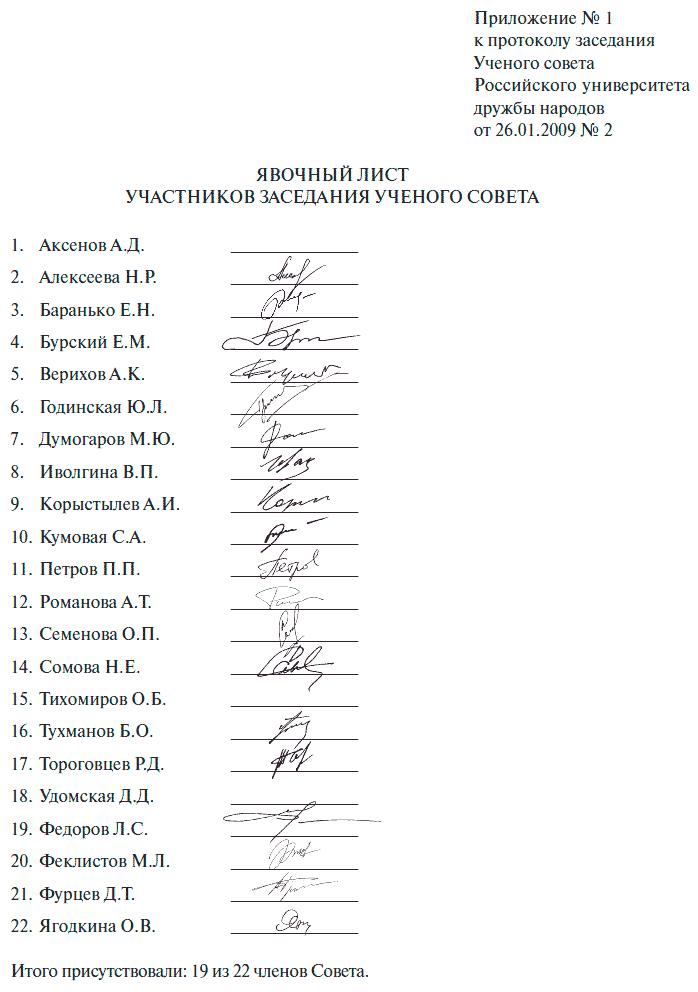 Приложение № 1
к протоколу заседания
Ученого совета
Российского университета
дружбы народов
от 26.01.2009 № 2
ЯВОЧНЫЙ ЛИСТ
УЧАСТНИКОВ ЗАСЕДАНИЯ УЧЕНОГО СОВЕТА
1. Аксенов А.Д.
2. Алексеева Н.Р.
3. Баранько Е.Н.
4. Бурский Е.М.
5. Верихов А.К.
6. Годинская Ю.Л.
7. Думогаров М.Ю.
8. Иволгина В.П.
9. Корыстылев А.И.
10. Кумовая С.А.
11. Петров П.П. Петров
12. Романова А.Т.
13. Семенова О.П.
14. Сомова Н.Е.
15. Тихомиров О.Б.
16. Тухманов Б.О.
17. Тороговцев Р.Д.
18. Удомская Д.Д.
19. Федоров Л.С.
20. Феклистов М.Л.
21. Фурцев Д.Т.
22. Ягодкина О.В.
Итого присутствовали: 19 из 22 членов Совета.